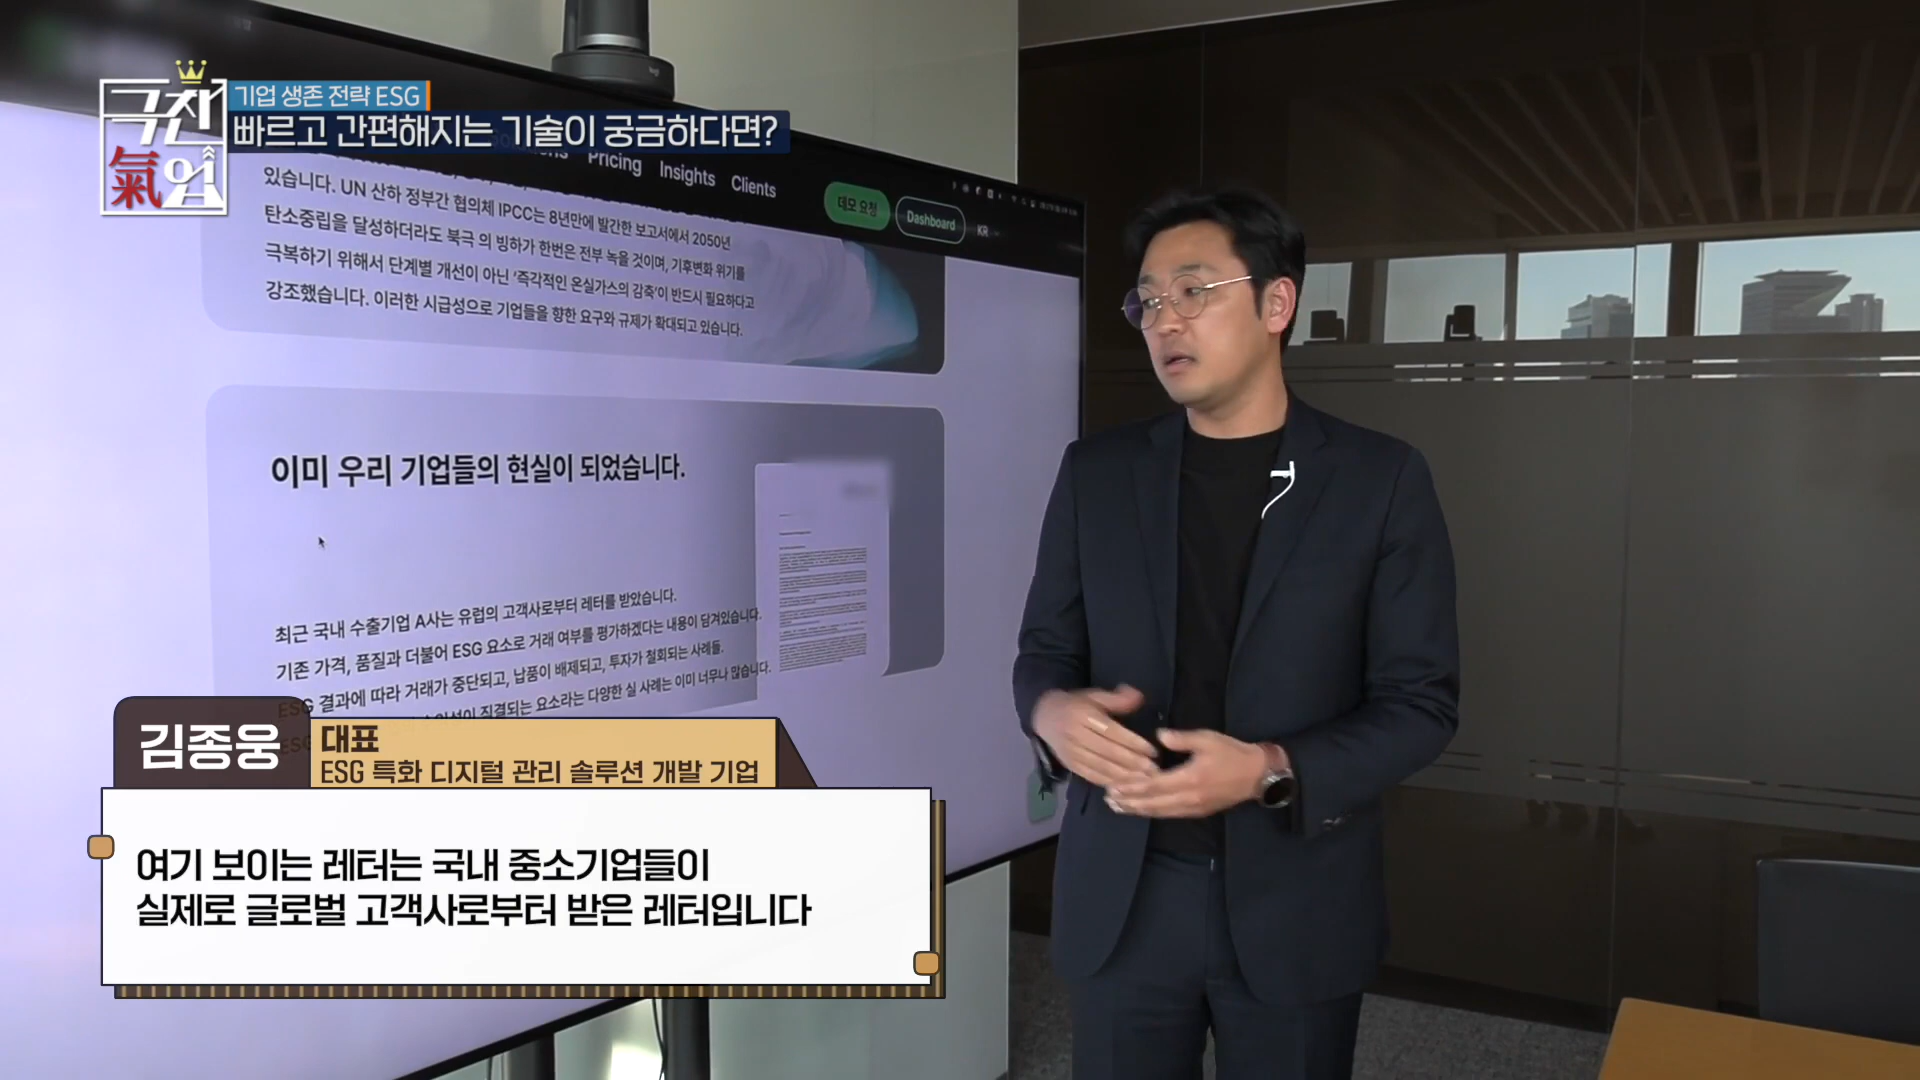 극찬
氣업
기업 생존 전략 ESG
빠르고 간편해지는 기술이 궁금하다면?
Pricing Insights Clients
데모 요청 Dashboard KR
있습니다. UN 산하 정부간 협의체 IPCC는 8년만에 발간한 보고서에서 2050년
탄소중립을 달성하더라도 북극 의 빙하가 한번은 전부 녹을 것이며, 기후변화 위기를
극복하기 위해서 단계별 개선이 아닌 '즉각적인 온실가스의 감축'이 반드시 필요하다고
강조했습니다. 이러한 시급성으로 기업들을 향한 요구와 규제가 확대되고 있습니다.
이미 우리 기업들의 현실이 되었습니다.
최근 국내 수출기업 A사는 유럽의 고객사로부터 레터를 받았습니다.
기존 가격, 품질과 더불어 ESG 요소로 거래 여부를 평가하겠다는 내용이 담겨있습니다.
ESG 결과에 따라 거래가 중단되고, 납품이 배제되고, 투자가 철회되는 사례들.
직결되는 요소라는 다양한 실 사례는 이미 너무나 많습니다.
김종웅
대표
ESG 특화 디지털 관리 솔루션 개발 기업
여기 보이는 레터는 국내 중소기업들이
실제로 글로벌 고객사로부터 받은 레터입니다